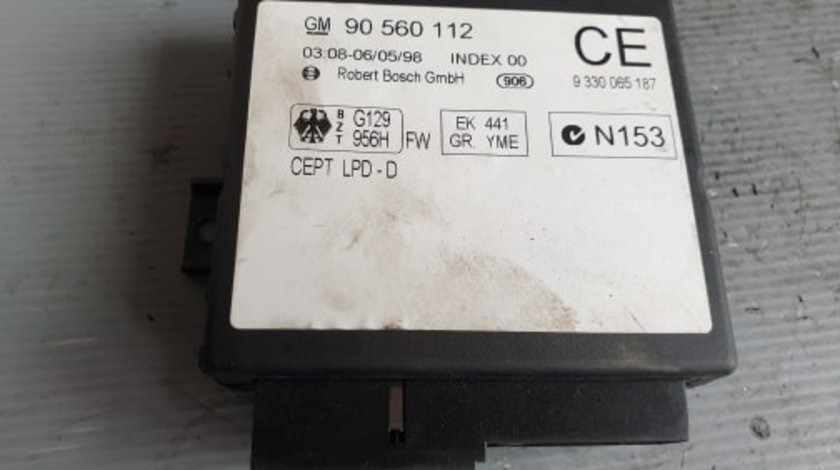 GM 90 560 112
03:08-06/05/98 INDEX 00
Robert Bosch GmbH 906
CE
9 330 065 187
BZT G129 956H FW
EK 441
GR. YME
N153
CEPT LPD-D